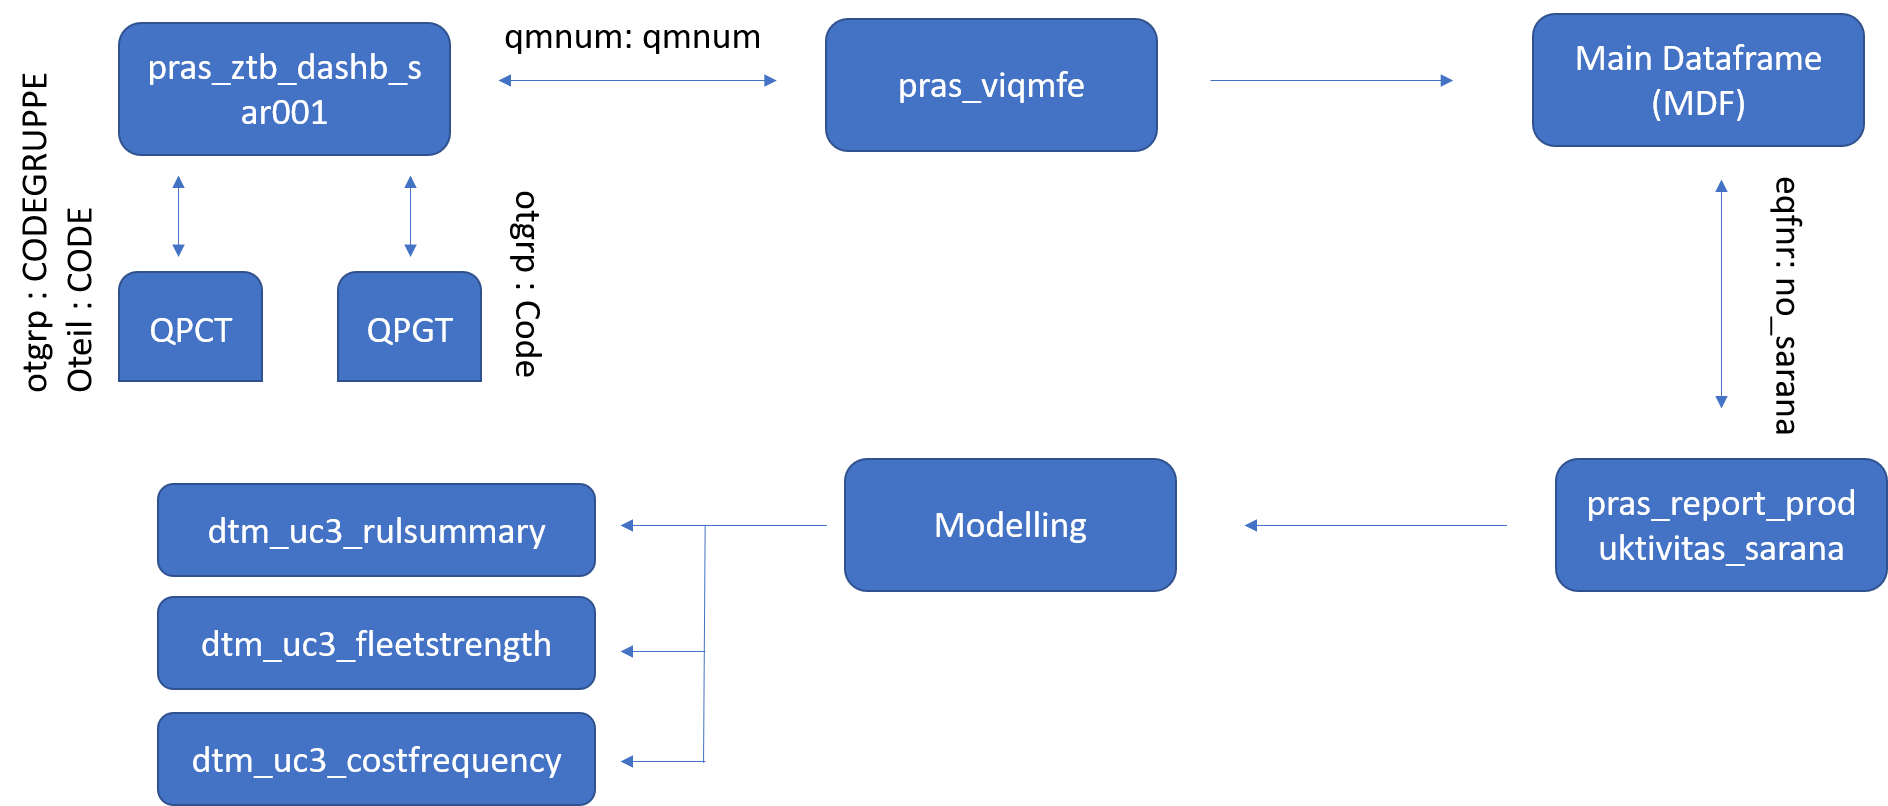 pras_ztb_dashb_s
ar001
qmnum: qmnum
pras_viqmfe
Main Dataframe
(MDF)
otgrp : CODEGRUPPE
Oteil : CODE
QPCT
QPGT
otgrp : Code
eqfnr: no_sarana
pras_report_prod
uktivitas_sarana
Modelling
dtm_uc3_rulsummary
dtm_uc3_fleetstrength
dtm_uc3_costfrequency